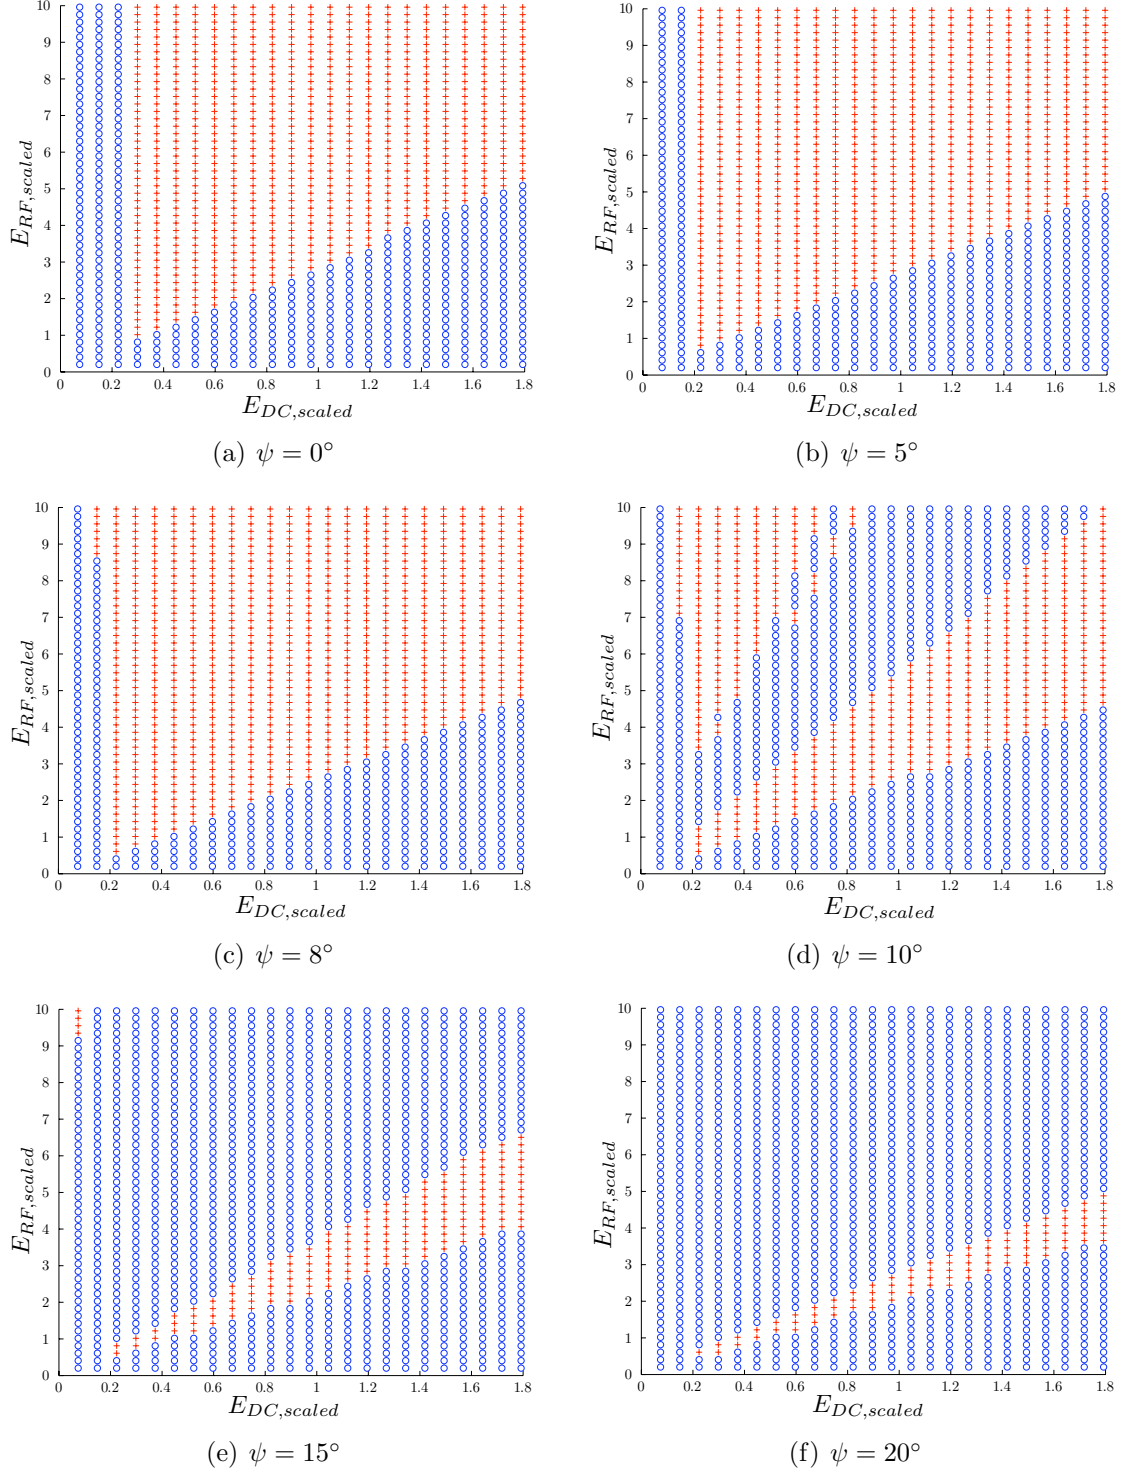 10 9 8 7 6 5 4 3 2 1 0
E_{RF,scaled}
0 0.2 0.4 0.6 0.8 1 1.2 1.4 1.6 1.8
E_{DC,scaled}
(a) ψ = 0°
10 9 8 7 6 5 4 3 2 1 0
E_{RF,scaled}
0 0.2 0.4 0.6 0.8 1 1.2 1.4 1.6 1.8
E_{DC,scaled}
(b) ψ = 5°
10 9 8 7 6 5 4 3 2 1 0
E_{RF,scaled}
0 0.2 0.4 0.6 0.8 1 1.2 1.4 1.6 1.8
E_{DC,scaled}
(c) ψ = 8°
10 9 8 7 6 5 4 3 2 1 0
E_{RF,scaled}
0 0.2 0.4 0.6 0.8 1 1.2 1.4 1.6 1.8
E_{DC,scaled}
(d) ψ = 10°
10 9 8 7 6 5 4 3 2 1 0
E_{RF,scaled}
0 0.2 0.4 0.6 0.8 1 1.2 1.4 1.6 1.8
E_{DC,scaled}
(e) ψ = 15°
10 9 8 7 6 5 4 3 2 1 0
E_{RF,scaled}
0 0.2 0.4 0.6 0.8 1 1.2 1.4 1.6 1.8
E_{DC,scaled}
(f) ψ = 20°